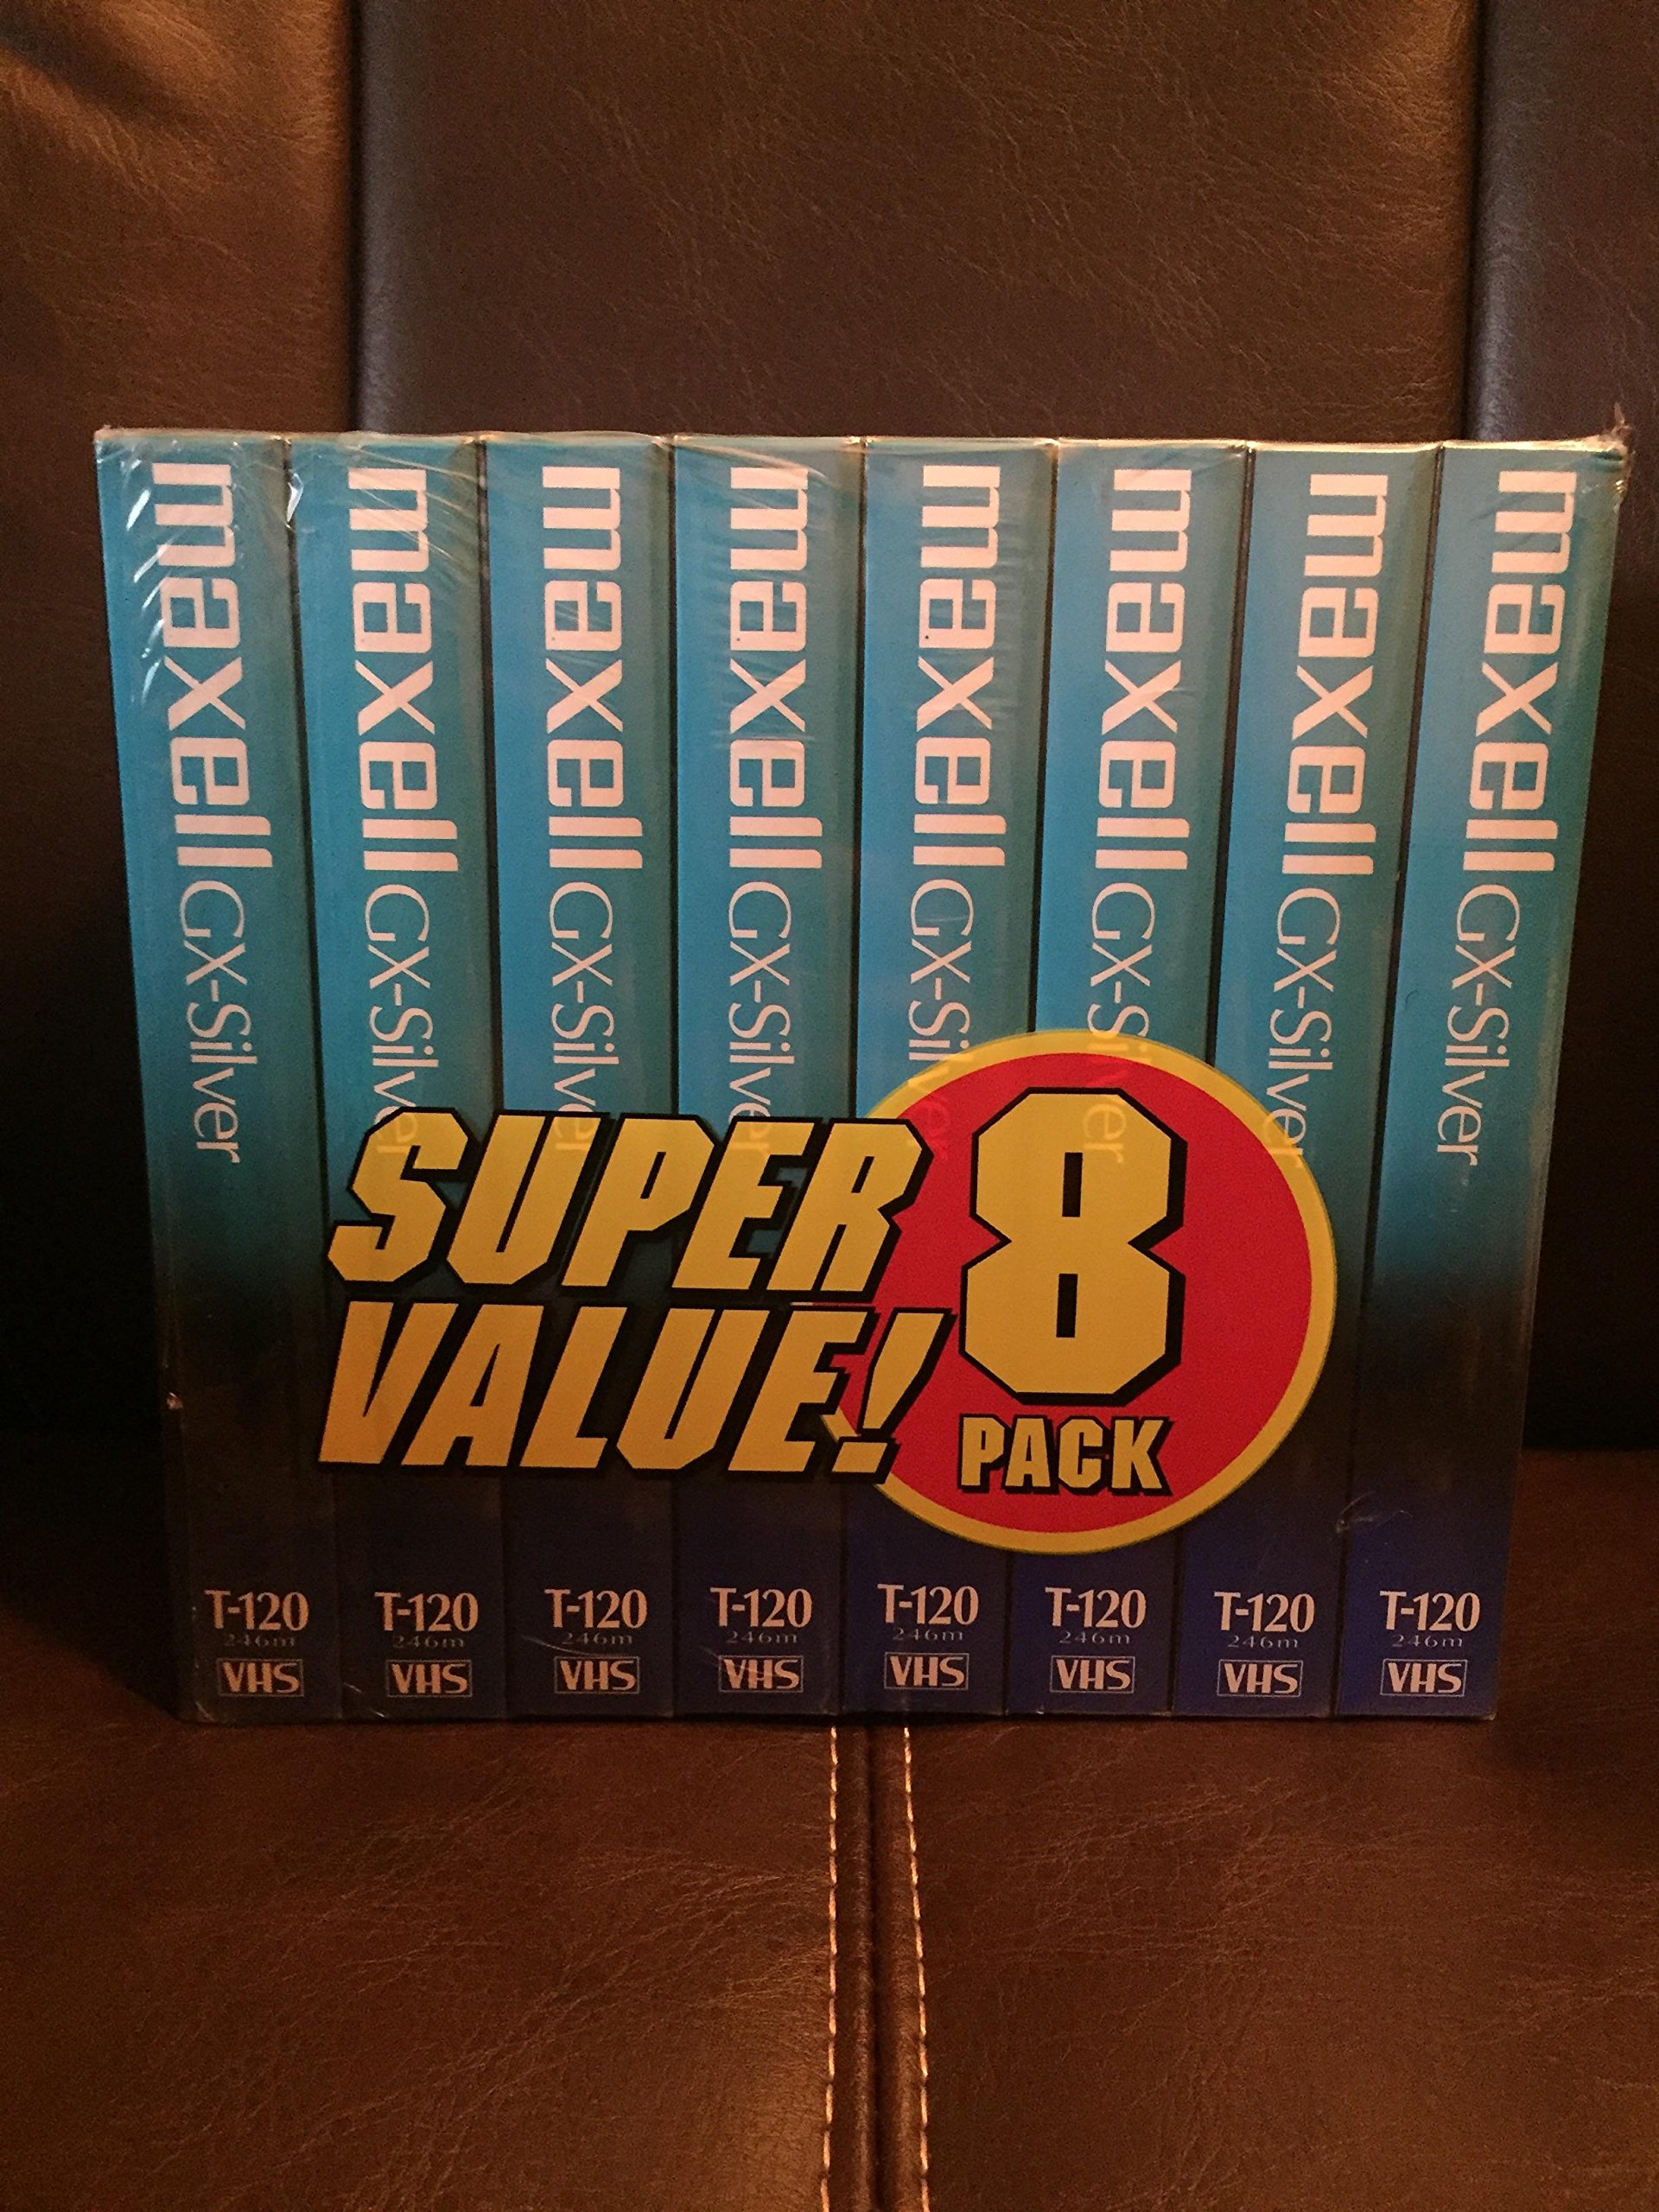 maxell GX-Silver
maxell GX-Silver
maxell GX-Silver
maxell GX-Silver
maxell GX-Silver
maxell GX-Silver
maxell GX-Silver
maxell GX-Silver
SUPER
VALUE!
8
PACK
T-120 T-120 T-120 T-120 T-120 T-120 T-120 T-120
246m 246m 246m 246m 246m 246m 246m 246m
VHS VHS VHS VHS VHS VHS VHS VHS